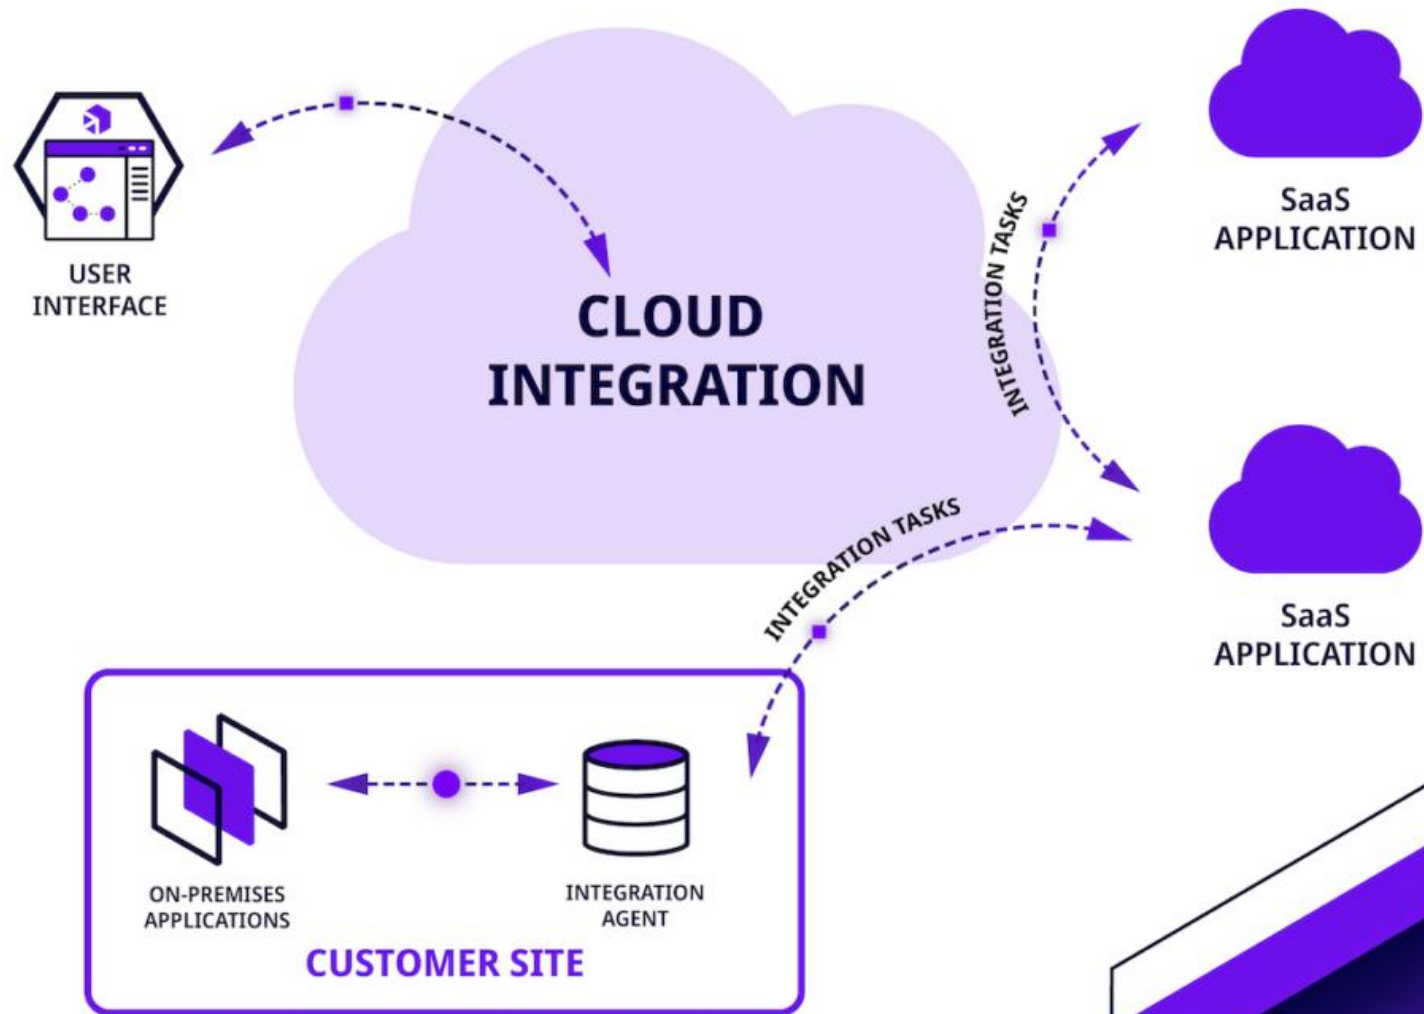 USER
INTERFACE
CLOUD
INTEGRATION
INTEGRATION TASKS
SaaS
APPLICATION
INTEGRATION TASKS
SaaS
APPLICATION
ON-PREMISES
APPLICATIONS
INTEGRATION
AGENT
CUSTOMER SITE